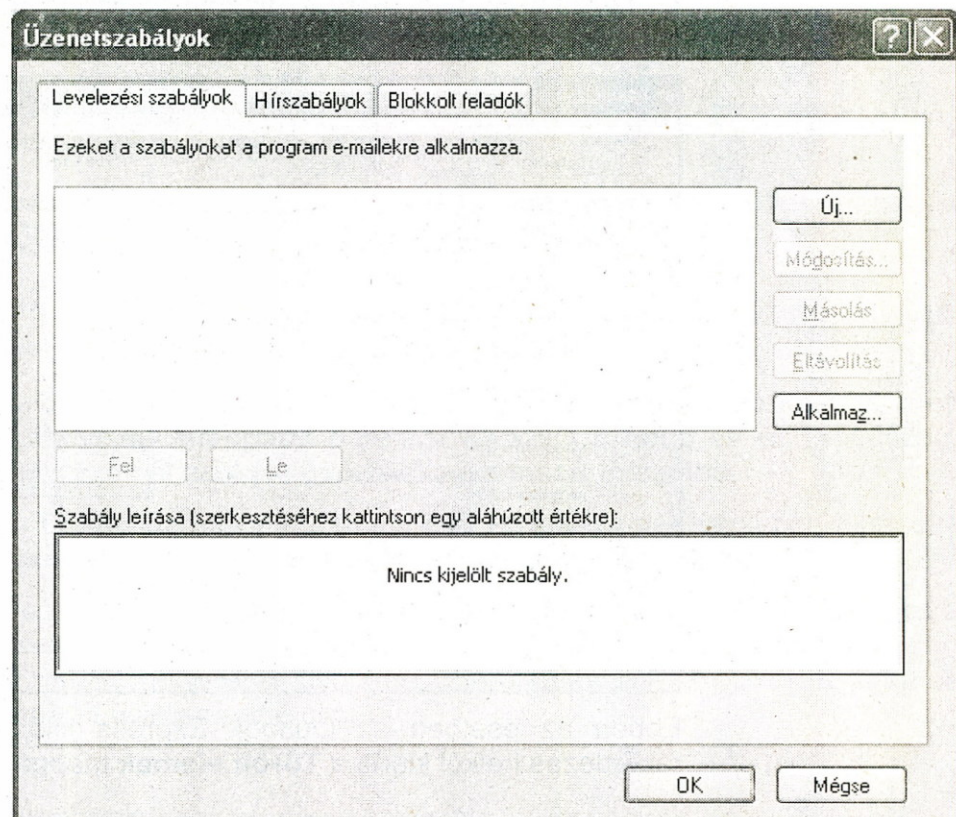 Üzenetszabályok
Levelezési szabályok Hírszabályok Blokkolt feladók
Ezeket a szabályokat a program e-mailekre alkalmazza.
Új...
Módosítás...
Másolás
Eltávolítás
Alkalmaz...
Fel Le
Szabály leírása (szerkesztéséhez kattintson egy aláhúzott értékre):
Nincs kijelölt szabály.
OK Mégse